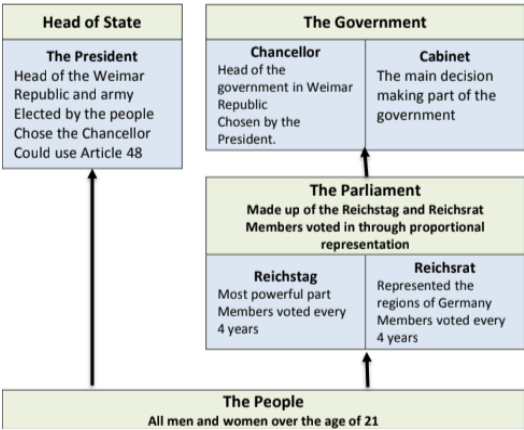 Head of State
The President
Head of the Weimar
Republic and army
Elected by the people
Chose the Chancellor
Could use Article 48
The Government
Chancellor
Head of the
government in Weimar
Republic
Chosen by the
President.
Cabinet
The main decision
making part of the
government
The Parliament
Made up of the Reichstag and Reichsrat
Members voted in through proportional
representation
Reichstag
Most powerful part
Members voted every
4 years
Reichsrat
Represented the
regions of Germany
Members voted every
4 years
The People
All men and women over the age of 21